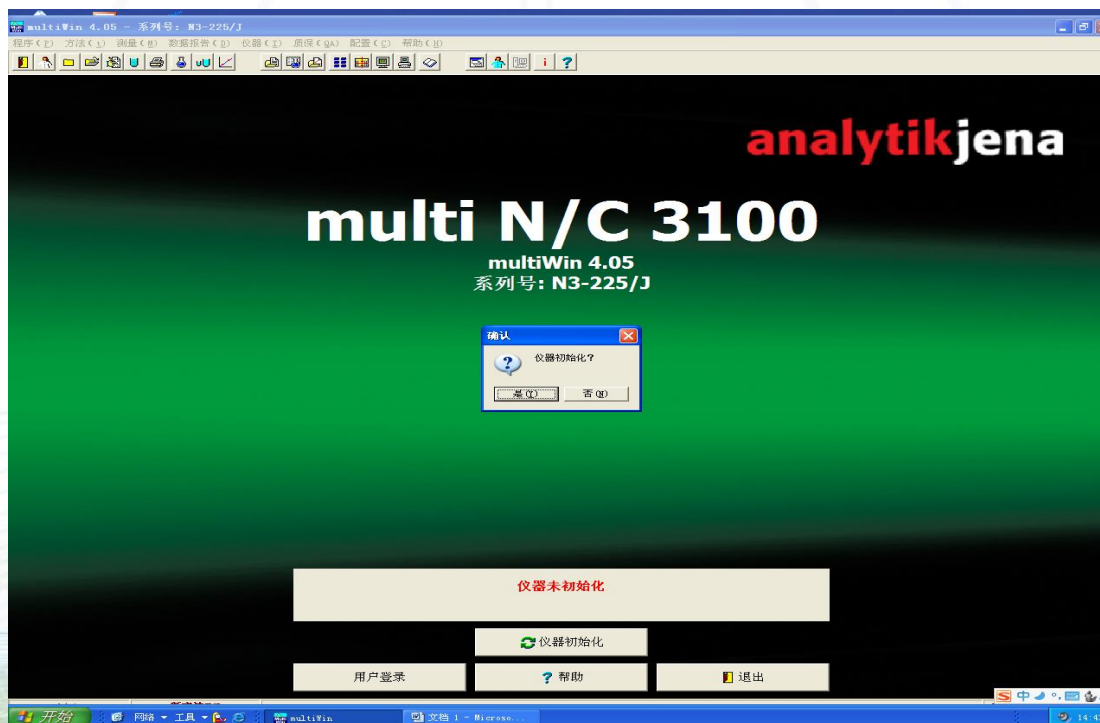 multiWin 4.05 - 系列号: N3-225/J
程序(P) 方法(i) 测量(M) 数据报告(D) 仪器(I) 质保(QA) 配置(C) 帮助(H)
analytikjena
multi N/C 3100
multiWin 4.05
系列号: N3-225/J
确认
仪器初始化?
是(Y) 否(N)
仪器未初始化
仪器初始化
用户登录 帮助 退出
中
开始 网络 工具 multiWin 文档 1 - Microso...